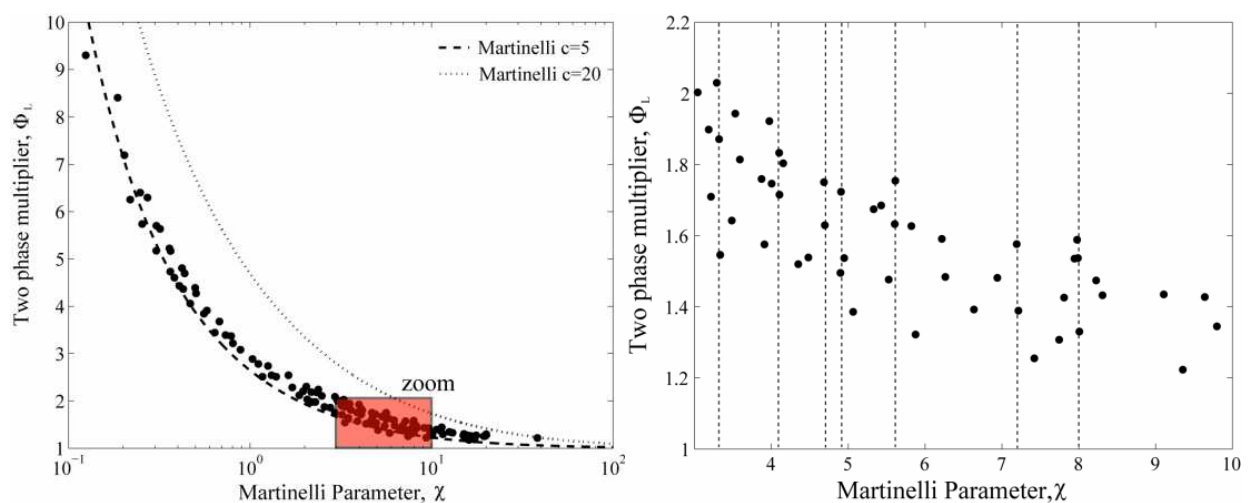 10
9
8
7
6
5
4
3
2
1
Two phase multiplier, Φ_L
Martinelli c=5
Martinelli c=20
zoom
10⁻¹ 10⁰ 10¹ 10²
Martinelli Parameter, χ
2.2
2
1.8
1.6
1.4
1.2
1
Two phase multiplier, Φ_L
4 5 6 7 8 9 10
Martinelli Parameter,χ